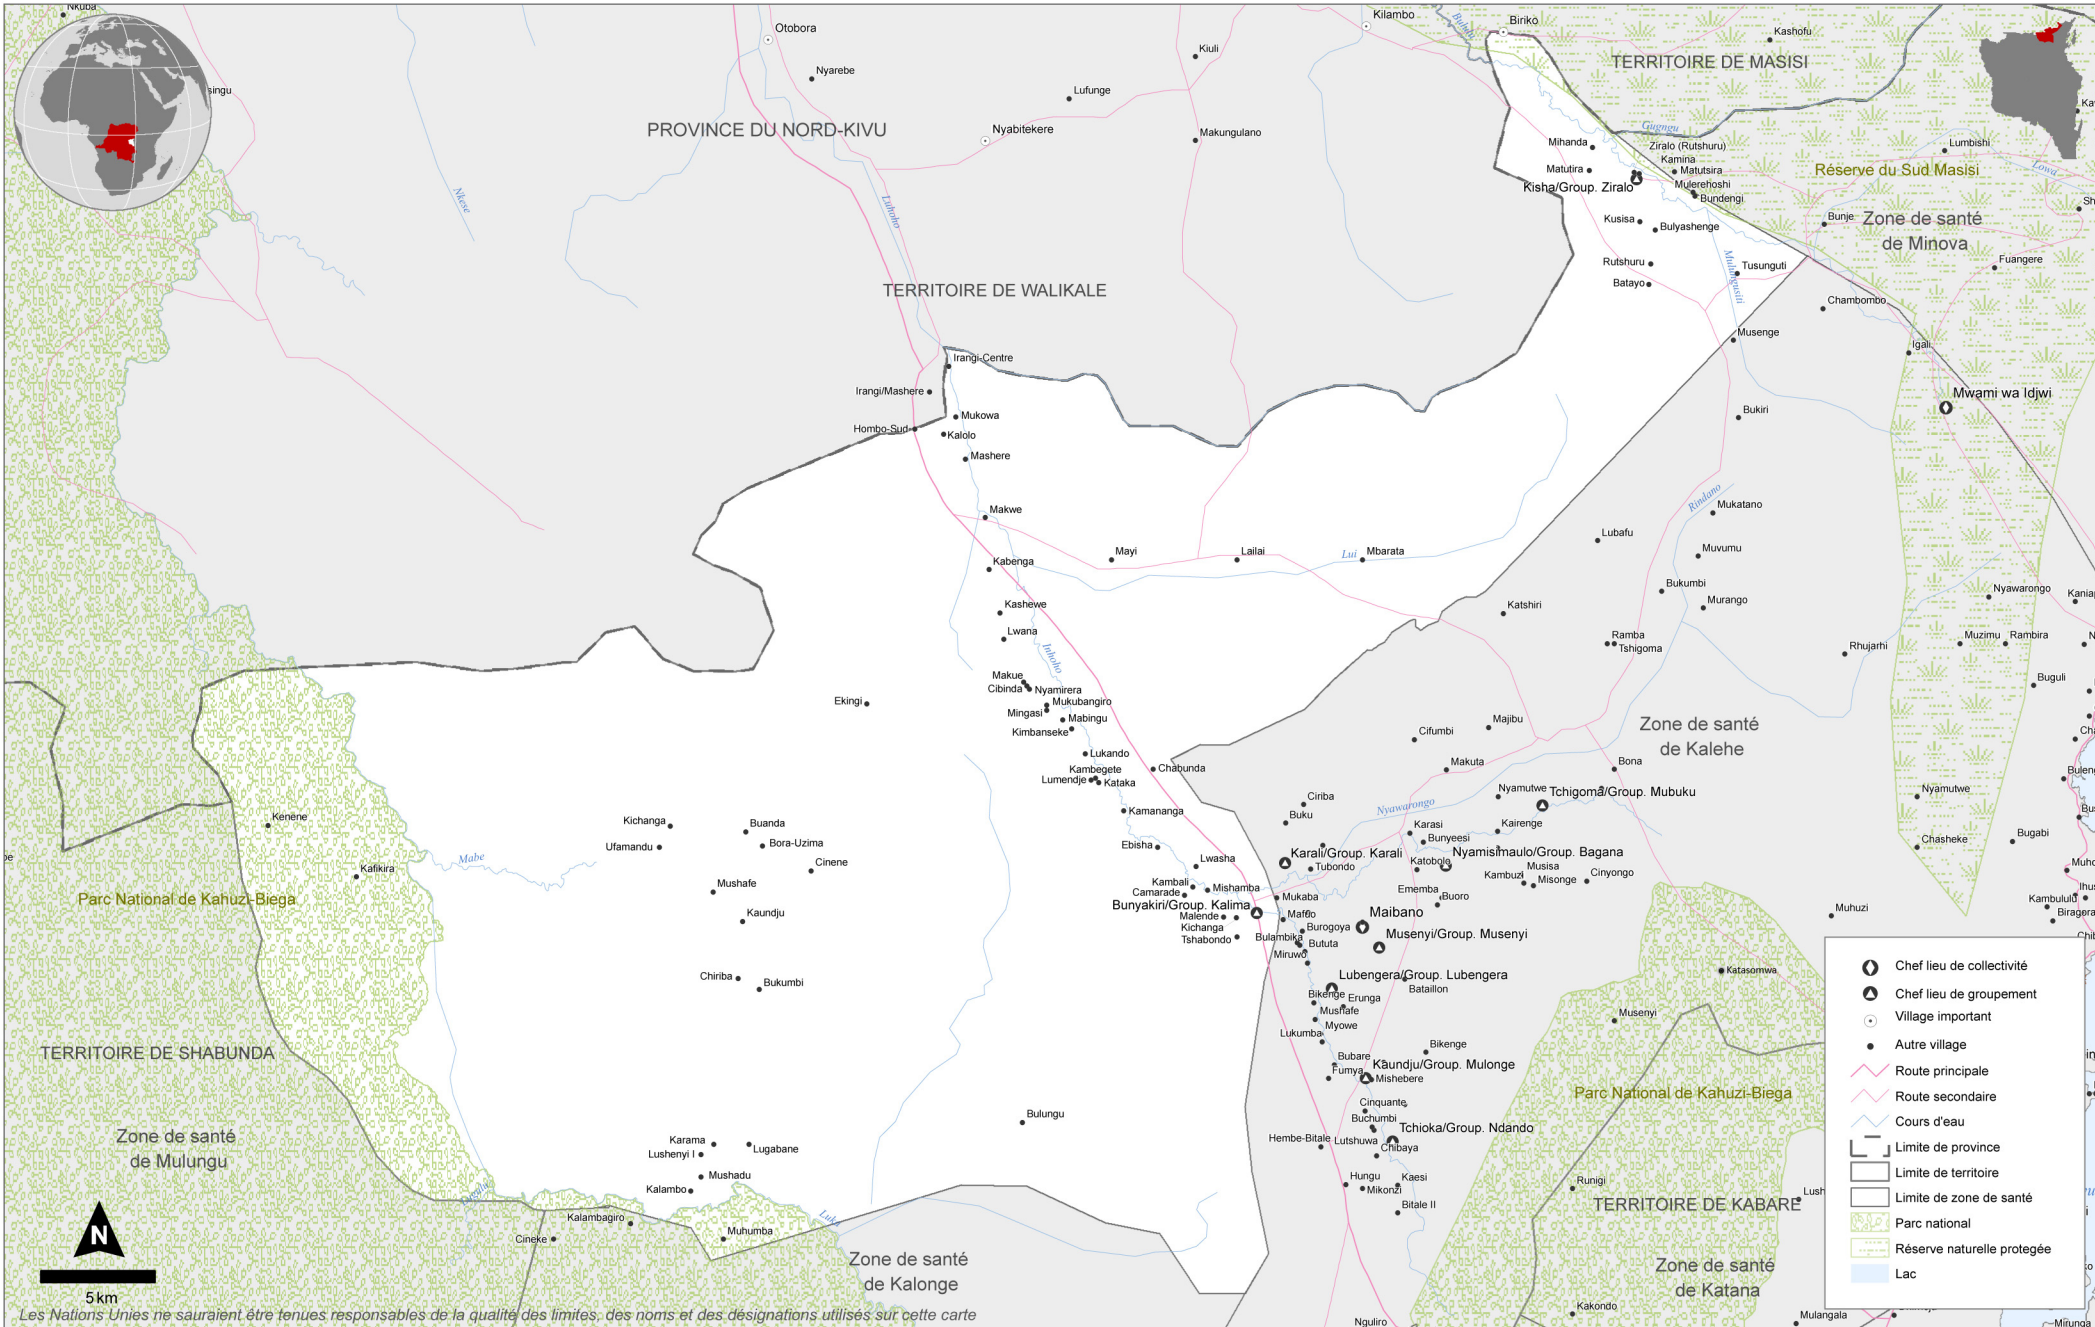 Nkuba
Otobora
Nyarebe
Kilambo
Biriko
Kiuli
Kashofu
TERRITOIRE DE MASISI
Lufunge
PROVINCE DU NORD-KIVU
Nyabitekere
Makungulano
Buhulu
Gugngu
Mihanda
Ziralo (Rutshuru)
Kamina
Matutira
Matutsira
Kisha/Group. Ziralo
Mulerehoshi
Bundengi
Lumbishi
Réserve du Sud Masisi
Lowa
Zone de santé
de Minova
Bunje
Kusisa
Bulyashenge
Nkese
Luhoho
Rutshuru
Batayo
Tusunguti
Mulungusiti
Fuangere
TERRITOIRE DE WALIKALE
Chambombo
Musenge
Igali
Irangi-Centre
Irangi/Mashere
Mukowa
Hombo-Sud
Kalolo
Mashere
Mwami wa Idjwi
Bukiri
Makwe
Rindano
Mukatano
Lubafu
Muvumu
Mayi
Lailai
Lui
Mbarata
Kabenga
Bukumbi
Murango
Nyawarongo
Kashewe
Katshiri
Lwana
Ramba
Tshigoma
Muzimu
Rambira
Rhujarhi
Inhoho
Makue
Cibinda
Nyamirera
Buguli
Ekingi
Mukubangiro
Mingasi
Mabingu
Kimbanseke
Majibu
Cifumbi
Zone de santé
de Kalehe
Lukando
Kambegete
Lumendje
Kataka
Chabunda
Makuta
Bona
Nyamutwe
Tchigoma/Group. Mubuku
Nyamutwe
Kamananga
Ciriba
Buku
Nyawarongo
Kenene
Kichanga
Buanda
Karasi
Kairenge
Bunyeesi
Bugabi
Chasheke
Ufamandu
Bora-Uzima
Ebisha
Mabe
Cinene
Lwasha
Karali/Group. Karali
Tubondo
Katobolo
Nyamisimaulo/Group. Bagana
Musisa
Kambuzi
Misonge
Cinyongo
Kafikira
Mushafe
Kambali
Camarade
Mishamba
Mukaba
Emembа
Buoro
Parc National de Kahuzi-Biega
Kaundju
Bunyakiri/Group. Kalima
Malende
Kichanga
Tshabondo
Maibano
Burogoya
Bulambika
Bututa
Miruwo
Musenyi/Group. Musenyi
Muhuzi
Kambululu
Chiriba
Bukumbi
Lubengera/Group. Lubengera
Bataillon
Bikenge
Erunga
Mushafe
Myowe
Lukumba
Katasomwa
Musenyi
TERRITOIRE DE SHABUNDA
Bikenge
Bubare
Fumya
Kaundju/Group. Mulonge
Mishebere
Parc National de Kahuzi-Biega
Cinquante
Buchumbi
Zone de santé
de Mulungu
Bulungu
Karama
Lushenyi I
Lugabane
Hembe-Bitale
Lutshuwa
Tchioka/Group. Ndando
Chibaya
Mushadu
Kalambo
Hungu
Mikonzi
Kaesi
Bitale II
Runigi
TERRITOIRE DE KABARE
Kalambagiro
Cineke
Muhumba
Luka
Zone de santé
de Kalonge
Zone de santé
de Katana
Kakondo
Mulangala
Nguliro
Chef lieu de collectivité
Chef lieu de groupement
Village important
Autre village
Route principale
Route secondaire
Cours d'eau
Limite de province
Limite de territoire
Limite de zone de santé
Parc national
Réserve naturelle protegée
Lac
N
5 km
Les Nations Unies ne sauraient être tenues responsables de la qualité des limites, des noms et des désignations utilisés sur cette carte